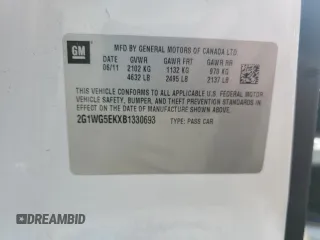 GM
MFD BY GENERAL MOTORS OF CANADA LTD.
DATE GVWR GAWR FRT GAWR RR
06/11 2102 KG 1132 KG 970 KG
4632 LB 2495 LB 2137 LB
THIS VEHICLE CONFORMS TO ALL APPLICABLE U.S. FEDERAL MOTOR
VEHICLE SAFETY, BUMPER, AND THEFT PREVENTION STANDARDS IN
EFFECT ON THE DATE OF MANUFACTURE SHOWN ABOVE.
2G1WG5EKXB1330693 TYPE: PASS CAR
© DREAMBID
© DREAMBID